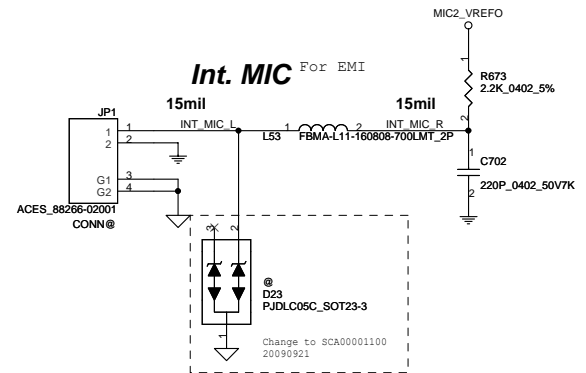 MIC2_VREFO
Int. MIC For EMI
1
R673
2.2K_0402_5%
2
15mil
15mil
JP1
1 1 INT_MIC_L L53 1 2 INT_MIC_R
FBMA-L11-160808-700LMT_2P
2 2
G1 3
G2 4
ACES_88266-02001
CONN@
1
C702
220P_0402_50V7K
2
3 2
@
D23
PJDLC05C_SOT23-3
1
Change to SCA00001100
20090921